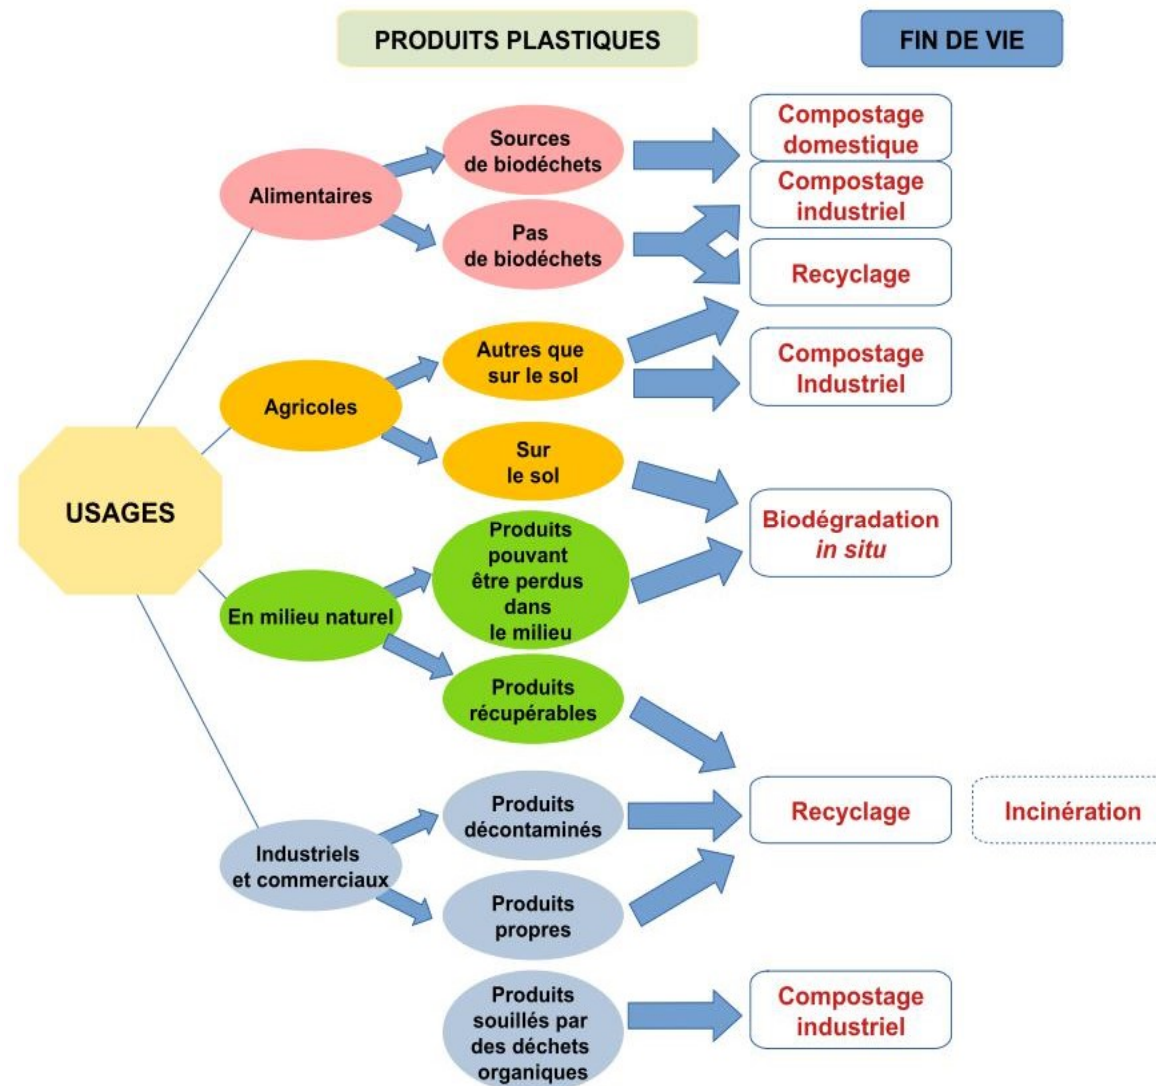 PRODUITS PLASTIQUES
FIN DE VIE
USAGES
Alimentaires
Sources
de biodéchets
Pas
de biodéchets
Compostage
domestique
Compostage
industriel
Recyclage
Agricoles
Autres que
sur le sol
Sur
le sol
Compostage
Industriel
Biodégradation
in situ
En milieu naturel
Produits
pouvant
être perdus
dans
le milieu
Produits
récupérables
Industriels
et commerciaux
Produits
décontaminés
Produits
propres
Produits
souillés par
des déchets
organiques
Recyclage
Incinération
Compostage
industriel